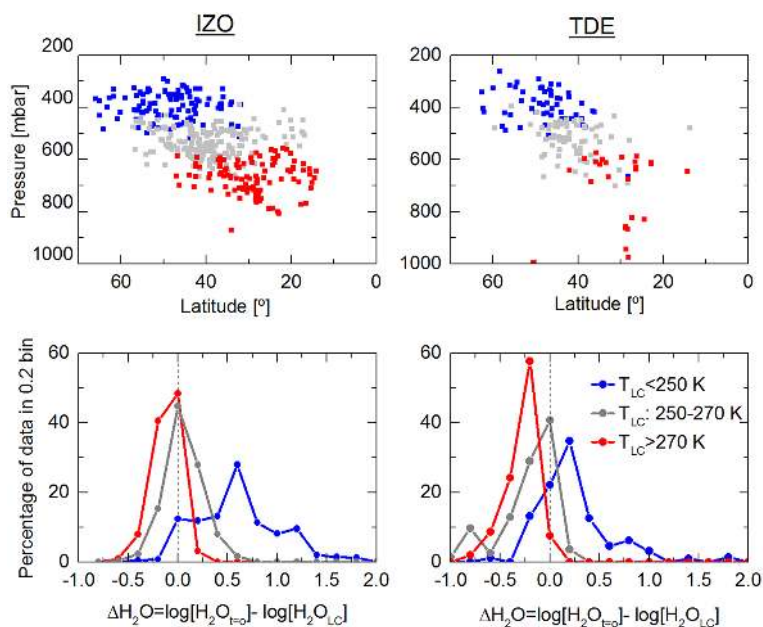 IZO
TDE
Pressure [mbar]
200
400
600
800
1000
60
40
20
0
Latitude [º]
200
400
600
800
1000
60
40
20
0
Latitude [º]
Percentage of data in 0.2 bin
60
40
20
0
-1.0 -0.5 0.0 0.5 1.0 1.5 2.0
ΔH2O=log[H2Ot=o]- log[H2OLC]
60
40
20
0
TLC<250 K
TLC: 250-270 K
TLC>270 K
-1.0 -0.5 0.0 0.5 1.0 1.5 2.0
ΔH2O=log[H2Ot=o]- log[H2OLC]